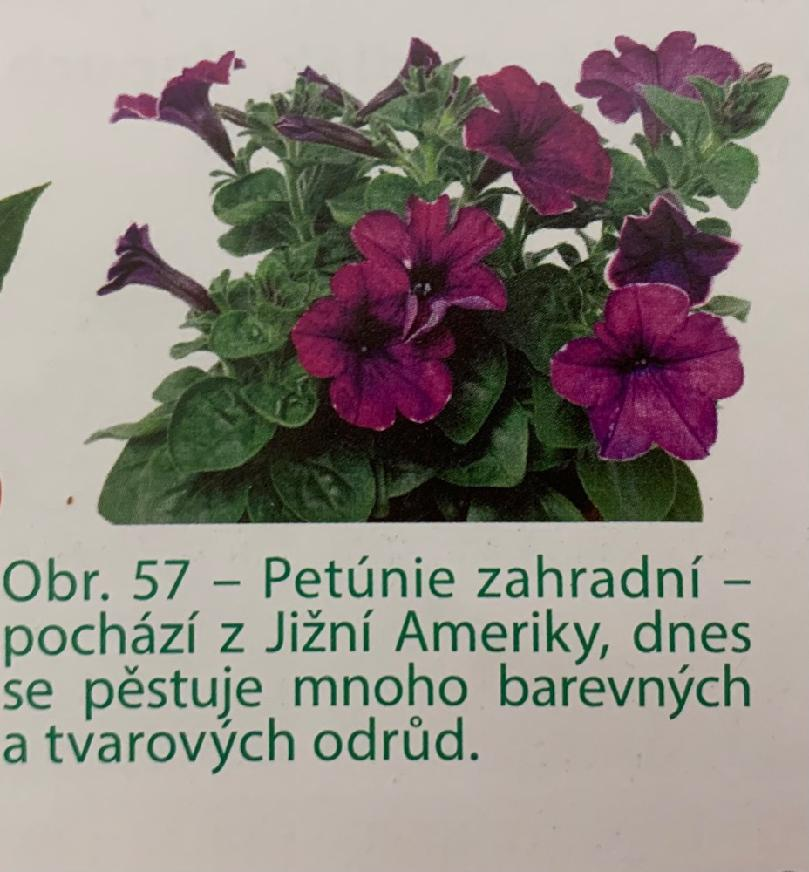 Obr. 57 – Petúnie zahradní –
pochází z Jižní Ameriky, dnes
se pěstuje mnoho barevných
a tvarových odrůd.